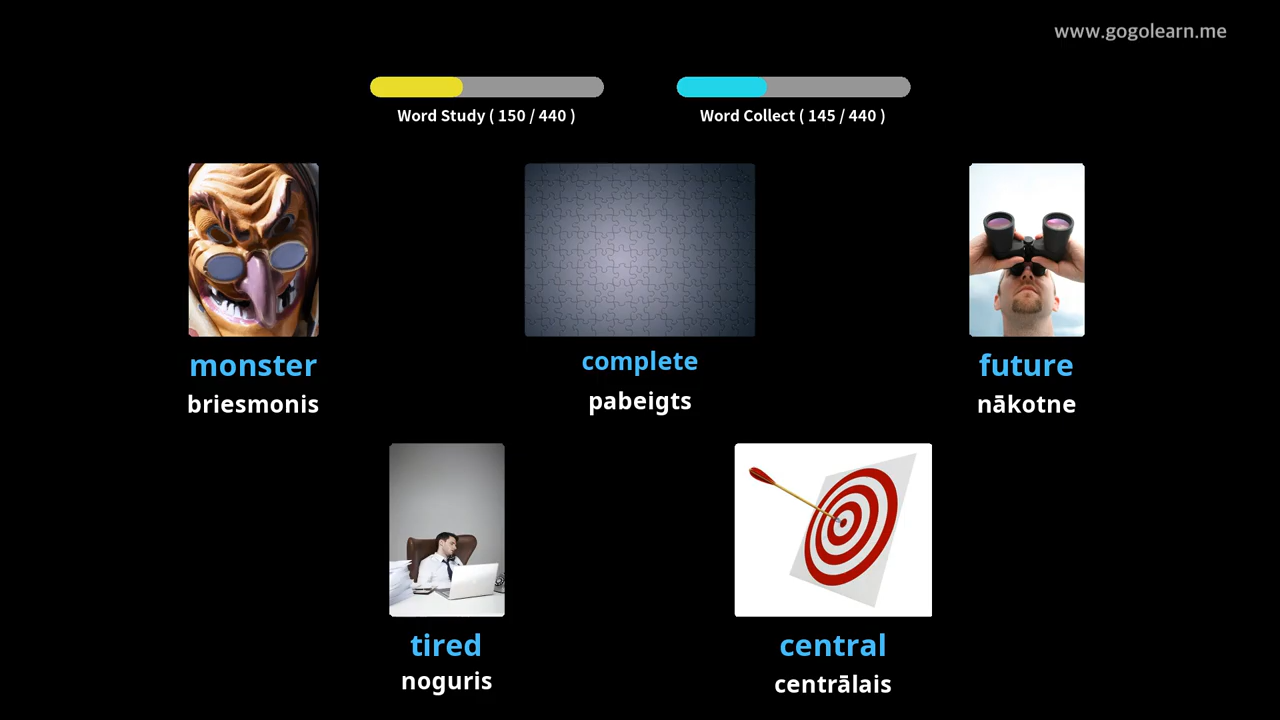 www.gogolearn.me
Word Study ( 150 / 440 )
Word Collect ( 145 / 440 )
monster
briesmonis
complete
pabeigts
future
nākotne
tired
noguris
central
centrālais